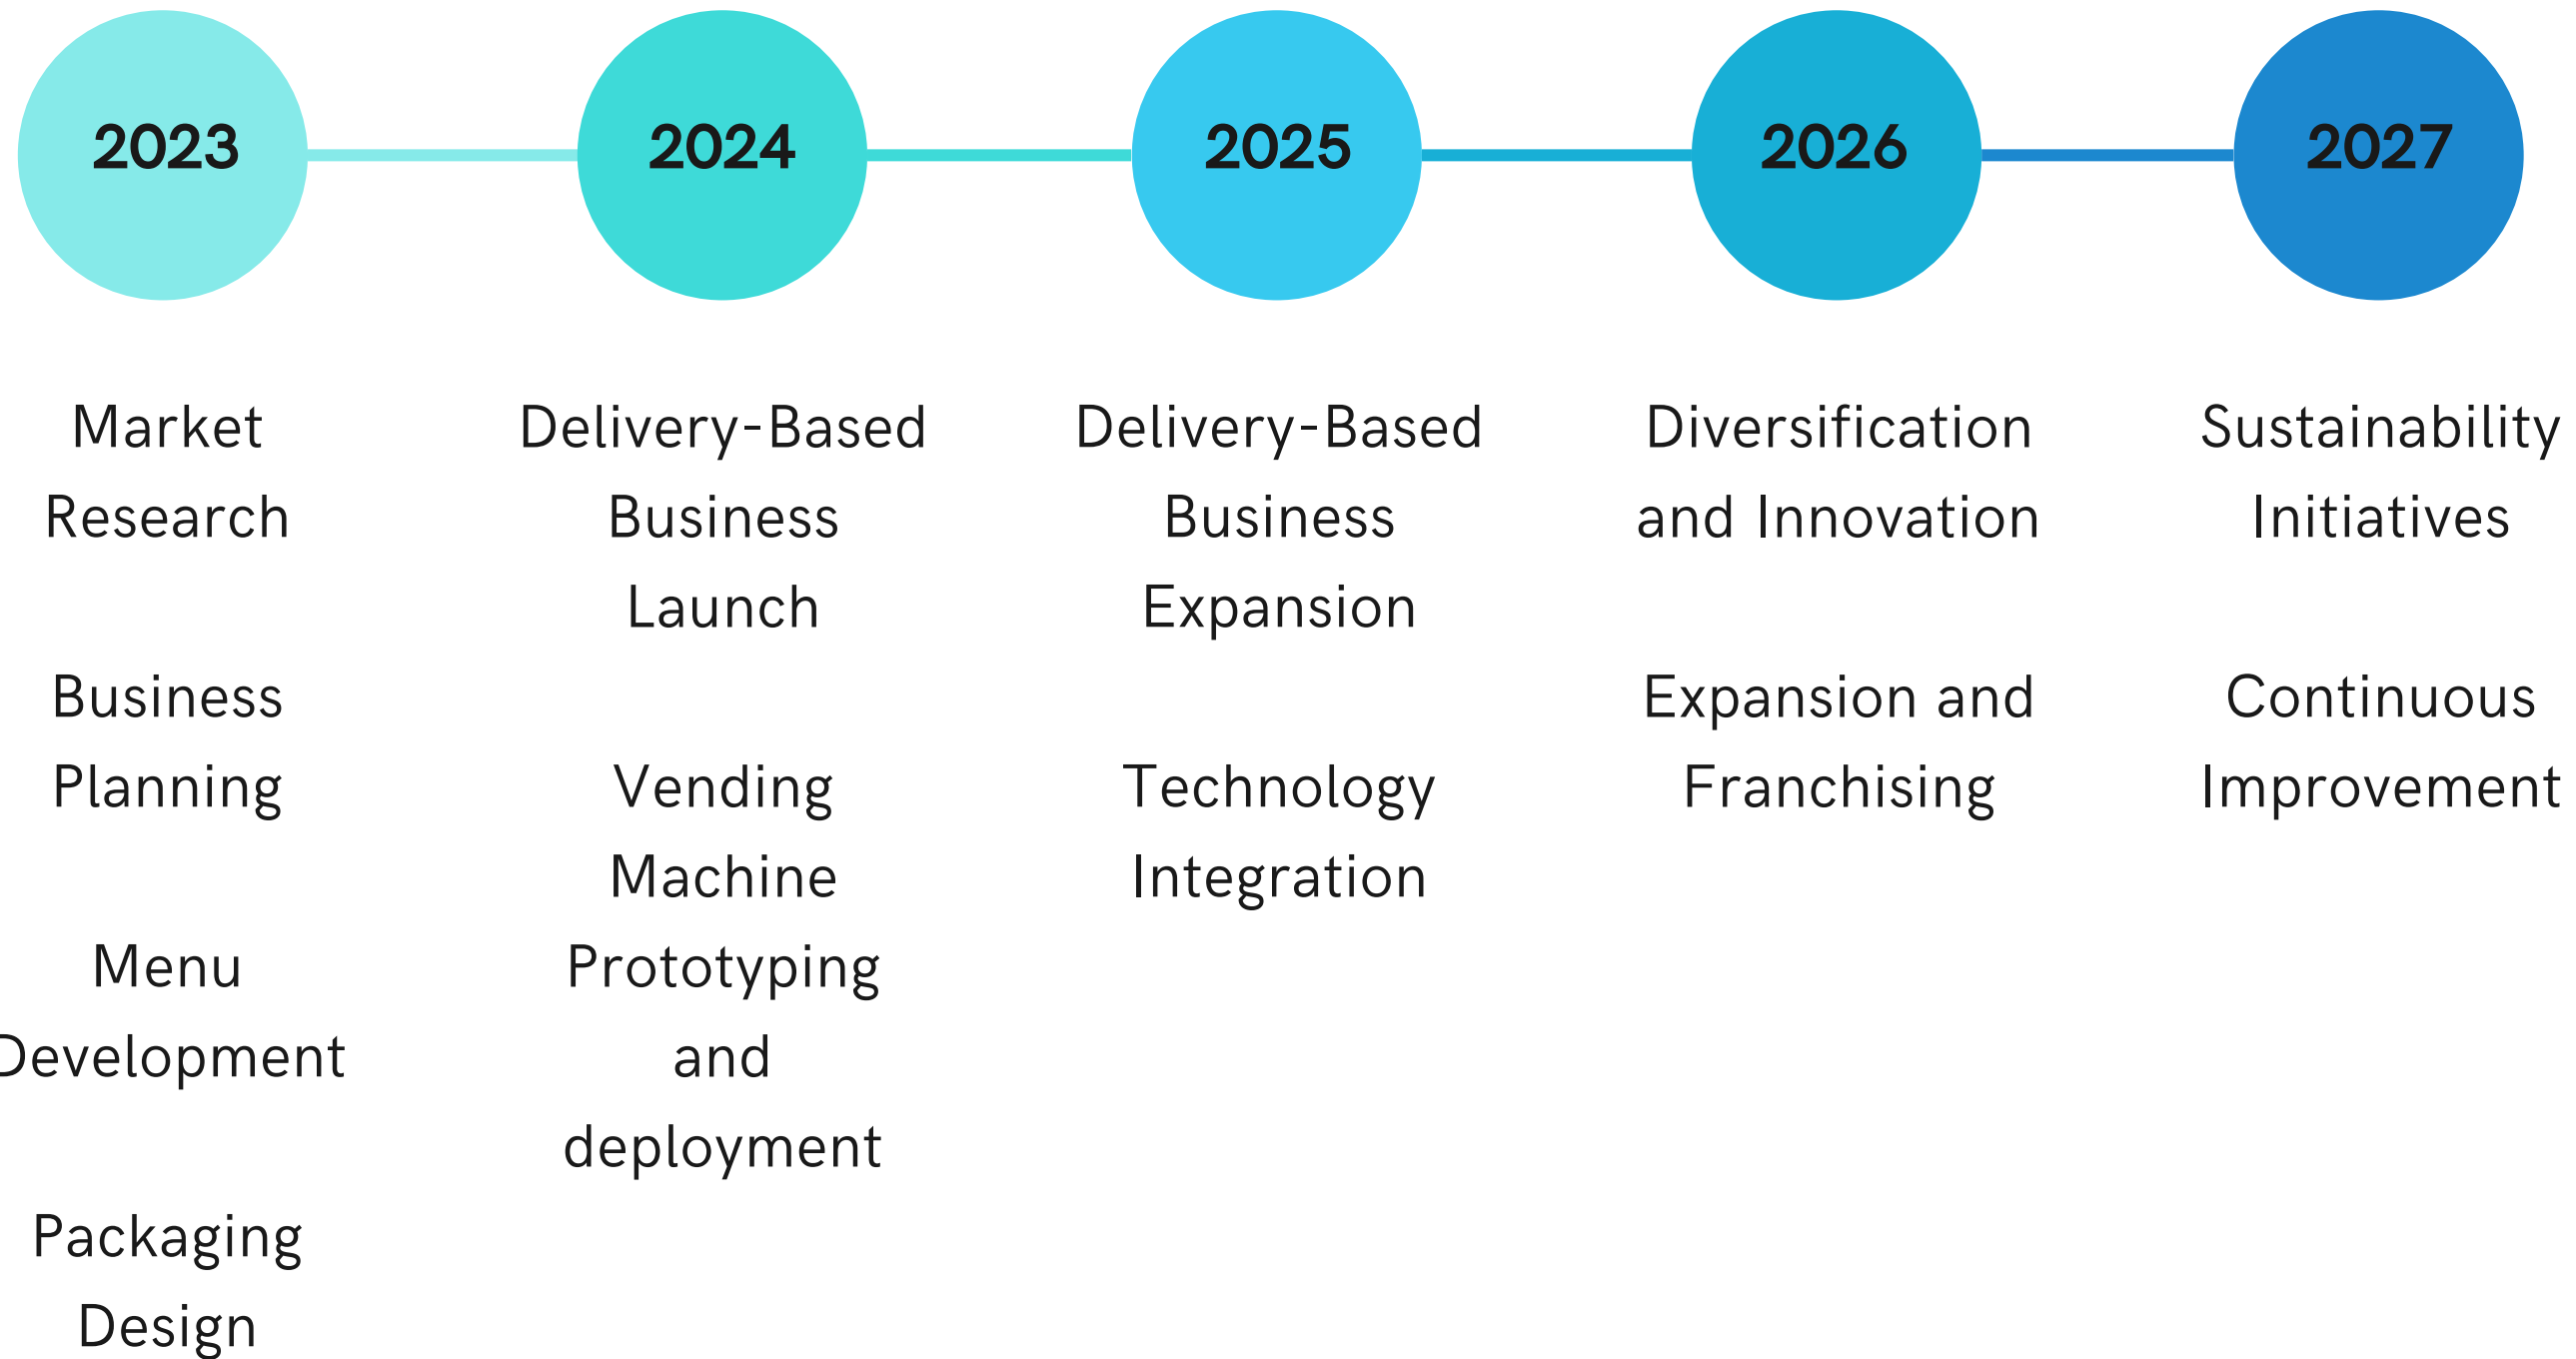 2023
2024
2025
2026
2027
Market
Research
Business
Planning
Menu
Development
Packaging
Design
Delivery-Based
Business
Launch
Vending
Machine
Prototyping
and
deployment
Delivery-Based
Business
Expansion
Technology
Integration
Diversification
and Innovation
Expansion and
Franchising
Sustainability
Initiatives
Continuous
Improvement